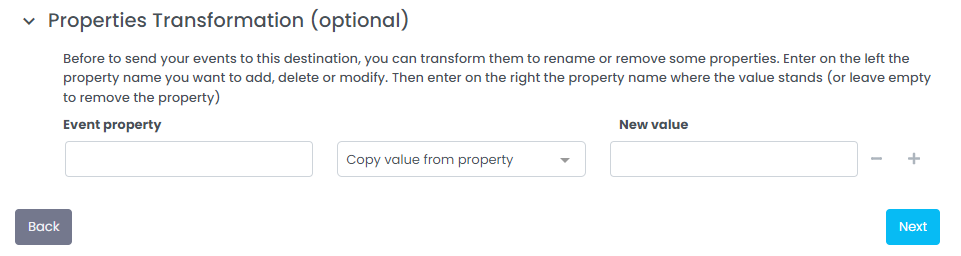 Properties Transformation (optional)
Before to send your events to this destination, you can transform them to rename or remove some properties. Enter on the left the
property name you want to add, delete or modify. Then enter on the right the property name where the value stands (or leave empty
to remove the property)
Event property New value
Copy value from property
Back Next